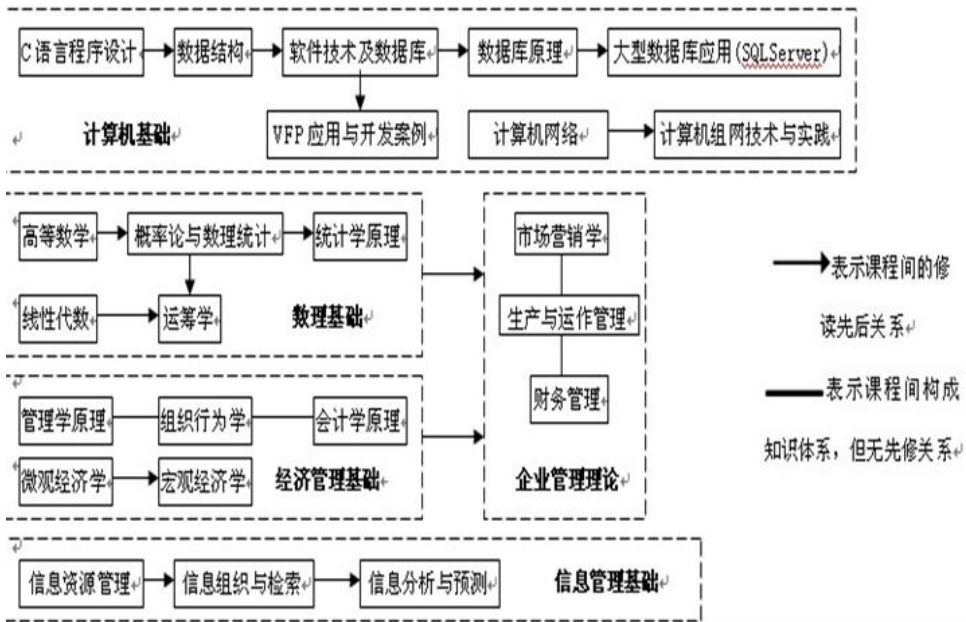 C语言程序设计 数据结构 软件技术及数据库 数据库原理 大型数据库应用(SQLServer)
计算机基础 VFP应用与开发案例 计算机网络 计算机组网技术与实践
高等数学 概率论与数理统计 统计学原理
线性代数 运筹学 数理基础
市场营销学
生产与运作管理
财务管理
企业管理理论
管理学原理 组织行为学 会计学原理
微观经济学 宏观经济学 经济管理基础
信息资源管理 信息组织与检索 信息分析与预测 信息管理基础
表示课程间的修
读先后关系
表示课程间构成
知识体系，但无先修关系